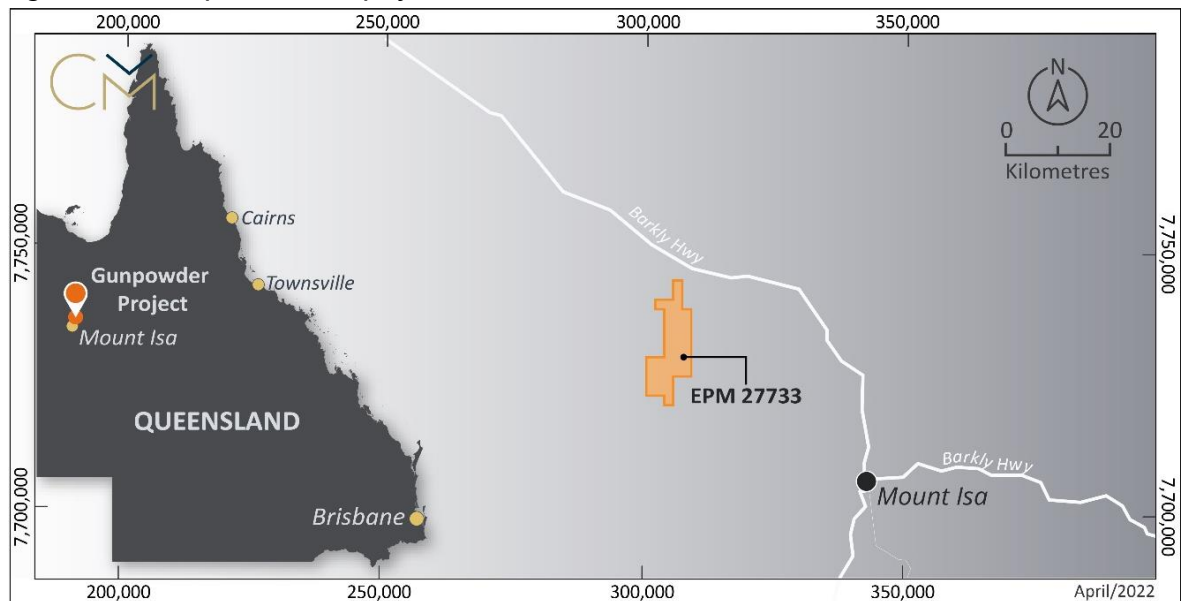 200,000
250,000
300,000
350,000
CM
N
0 20
Kilometres
Barkly Hwy
Cairns
7,750,000
7,750,000
Townsville
Gunpowder
Project
Mount Isa
EPM 27733
QUEENSLAND
Barkly Hwy
Mount Isa
7,700,000
Brisbane
7,700,000
200,000
250,000
300,000
350,000
April/2022